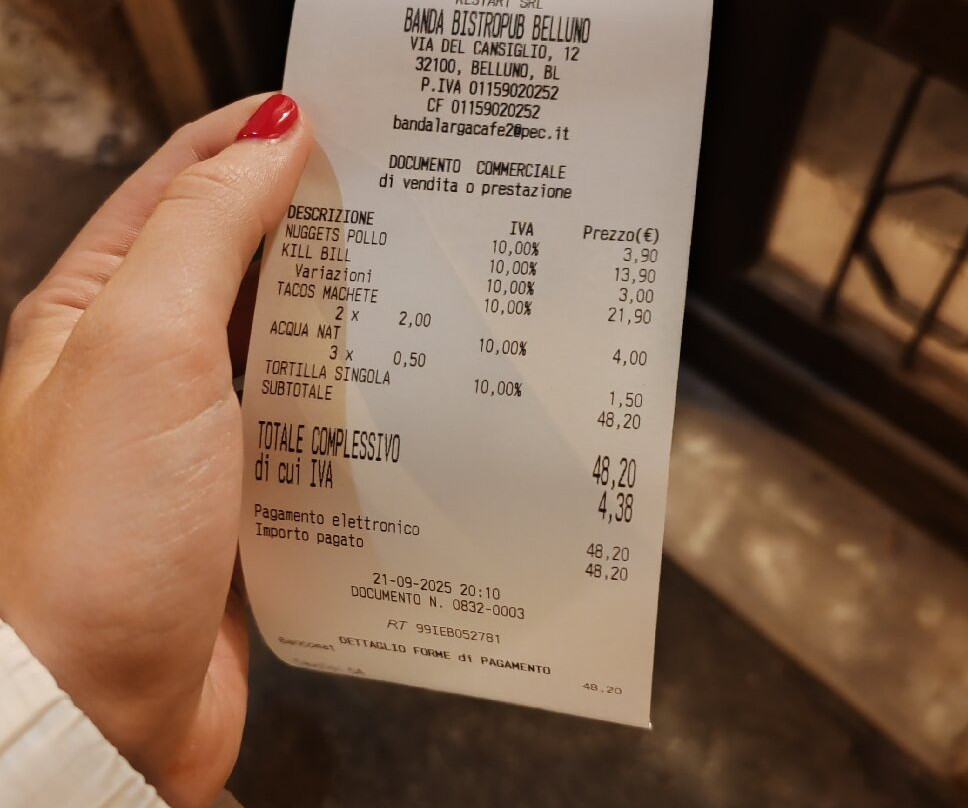 RESTART SRL
BANDA BISTROPUB BELLUNO
VIA DEL CANSIGLIO, 12
32100, BELLUNO, BL
P.IVA 01159020252
CF 01159020252
bandalargacafe2@pec.it
DOCUMENTO COMMERCIALE
di vendita o prestazione
DESCRIZIONE IVA Prezzo(€)
NUGGETS POLLO 10,00% 3,90
KILL BILL 10,00% 13,90
Variazioni 10,00% 3,00
TACOS MACHETE 10,00% 21,90
2 x 2,00
ACQUA NAT 10,00% 4,00
3 x 0,50
TORTILLA SINGOLA 10,00% 1,50
SUBTOTALE 48,20
TOTALE COMPLESSIVO 48,20
di cui IVA 4,38
Pagamento elettronico 48,20
Importo pagato 48,20
21-09-2025 20:10
DOCUMENTO N. 0832-0003
RT 99IEB052781
DETTAGLIO FORME di PAGAMENTO
Bancomat 48,20